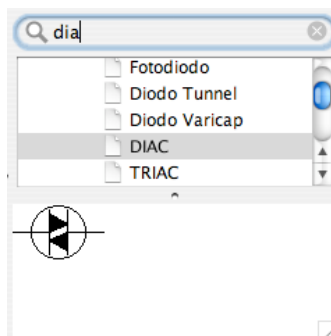 dia
Fotodiodo
Diodo Tunnel
Diodo Varicap
DIAC
TRIAC